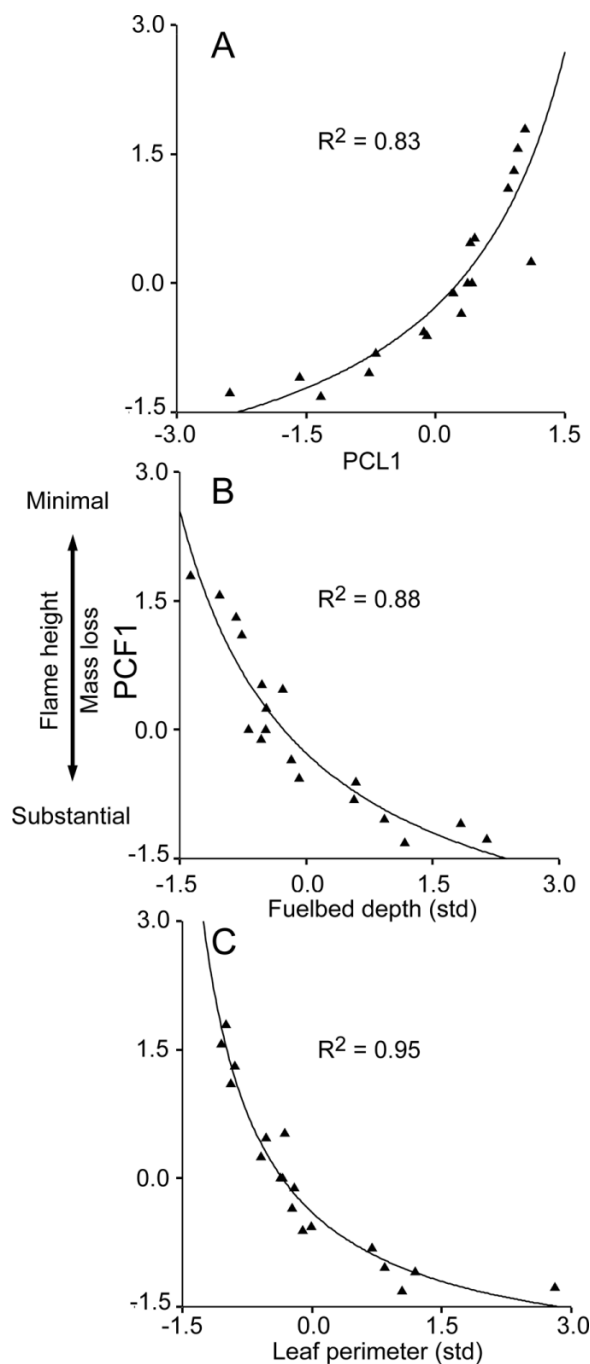 A
R2 = 0.83
3.0
1.5
0.0
-1.5
-3.0
-1.5
0.0
1.5
PCL1
B
R2 = 0.88
3.0
1.5
0.0
-1.5
-1.5
0.0
1.5
3.0
Fuelbed depth (std)
Minimal
Flame height
Mass loss
Substantial
PCF1
C
R2 = 0.95
3.0
1.5
0.0
-1.5
-1.5
0.0
1.5
3.0
Leaf perimeter (std)